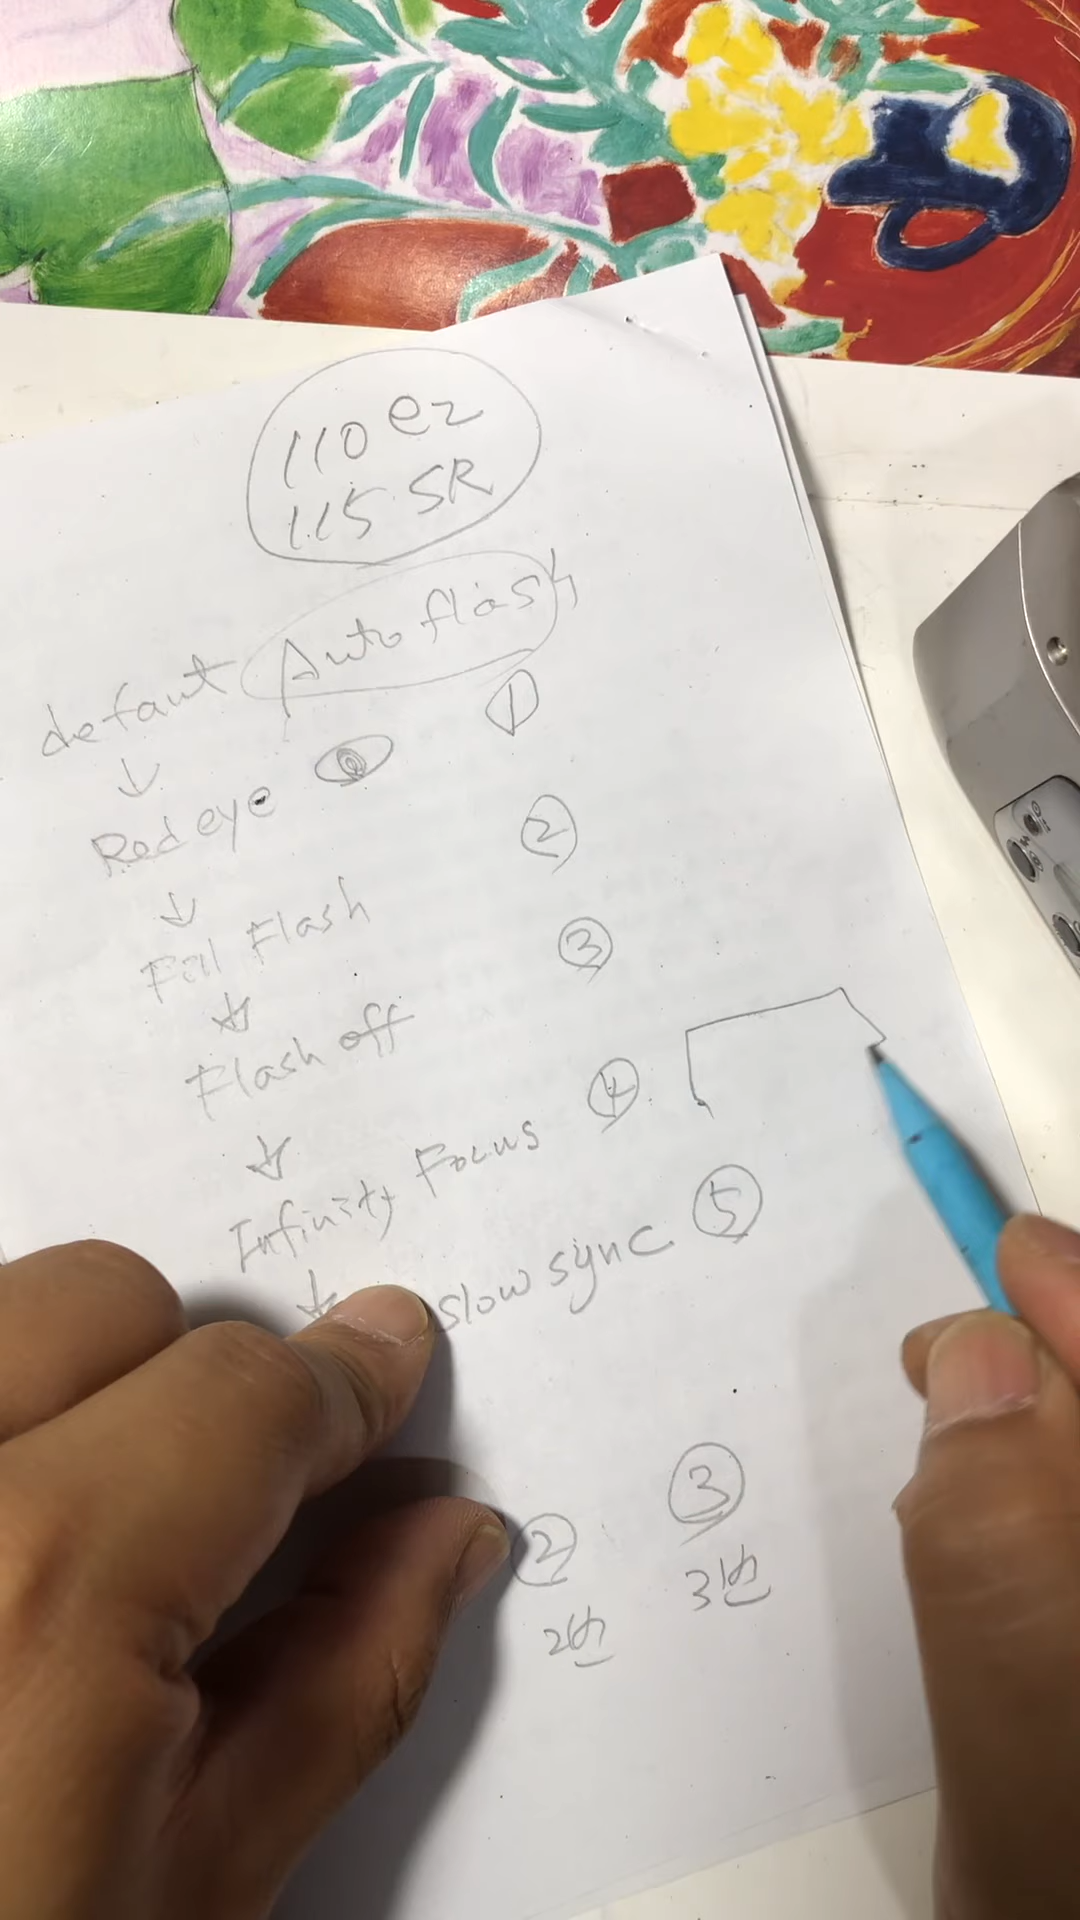 110 ez
115 SR
defaut Auto flash
①
↓
Red eye
②
↓
Fill Flash
③
↓
Flash off
④
↓
Infinity Focus
⑤
↓
slow sync
② ③
2번 3번